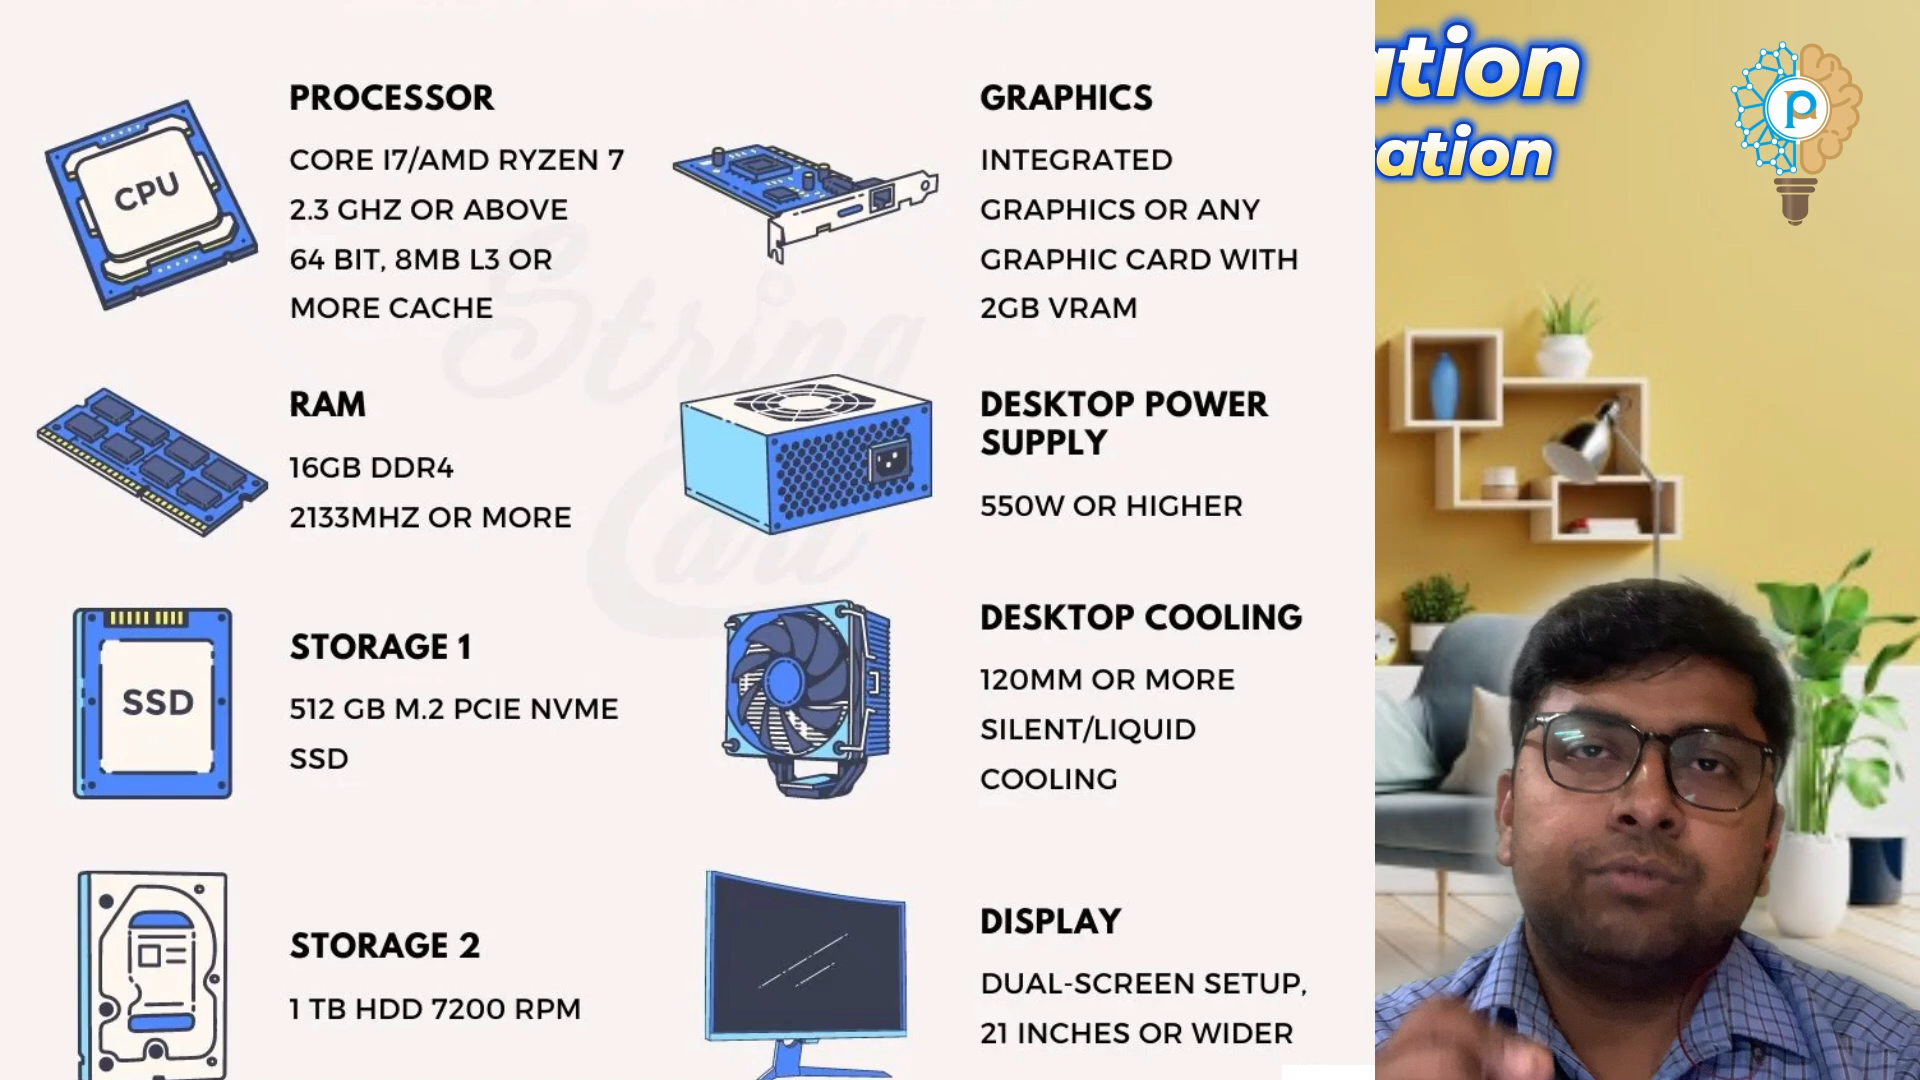 PROCESSOR
CORE I7/AMD RYZEN 7
2.3 GHZ OR ABOVE
64 BIT, 8MB L3 OR
MORE CACHE
CPU
RAM
16GB DDR4
2133MHZ OR MORE
STORAGE 1
512 GB M.2 PCIE NVME
SSD
SSD
STORAGE 2
1 TB HDD 7200 RPM
GRAPHICS
INTEGRATED
GRAPHICS OR ANY
GRAPHIC CARD WITH
2GB VRAM
DESKTOP POWER
SUPPLY
550W OR HIGHER
DESKTOP COOLING
120MM OR MORE
SILENT/LIQUID
COOLING
DISPLAY
DUAL-SCREEN SETUP,
21 INCHES OR WIDER
String
Cart
ation
ation
p